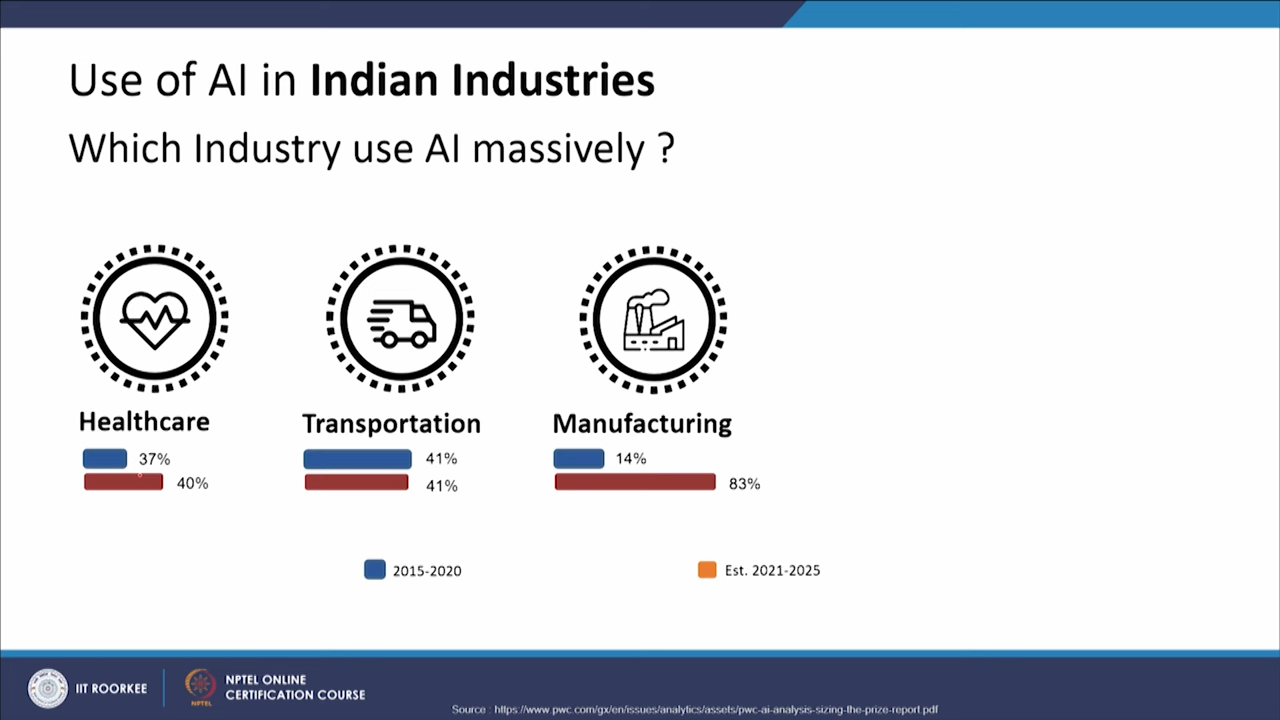 Use of AI in Indian Industries
Which Industry use AI massively ?
Healthcare
37%
40%
Transportation
41%
41%
Manufacturing
14%
83%
2015-2020
Est. 2021-2025
IIT ROORKEE
NPTEL
NPTEL ONLINE
CERTIFICATION COURSE
Source : https://www.pwc.com/gx/en/issues/analytics/assets/pwc-ai-analysis-sizing-the-prize-report.pdf